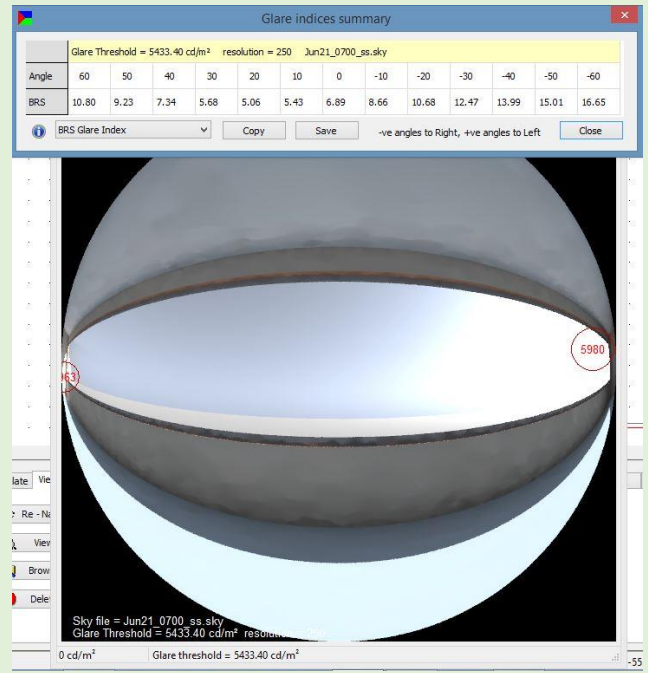 Glare indices summary
Glare Threshold = 5433.40 cd/m² resolution = 250 Jun21_0700_ss.sky
Angle 60 50 40 30 20 10 0 -10 -20 -30 -40 -50 -60
BRS 10.80 9.23 7.34 5.68 5.06 5.43 6.89 8.66 10.68 12.47 13.99 15.01 16.65
BRS Glare Index Copy Save -ve angles to Right, +ve angles to Left Close
5980
963
late Vie
Re - Na
View
Brow
Dele
Sky file = Jun21_0700_ss.sky
Glare Threshold = 5433.40 cd/m²
0 cd/m² Glare threshold = 5433.40 cd/m²
-55